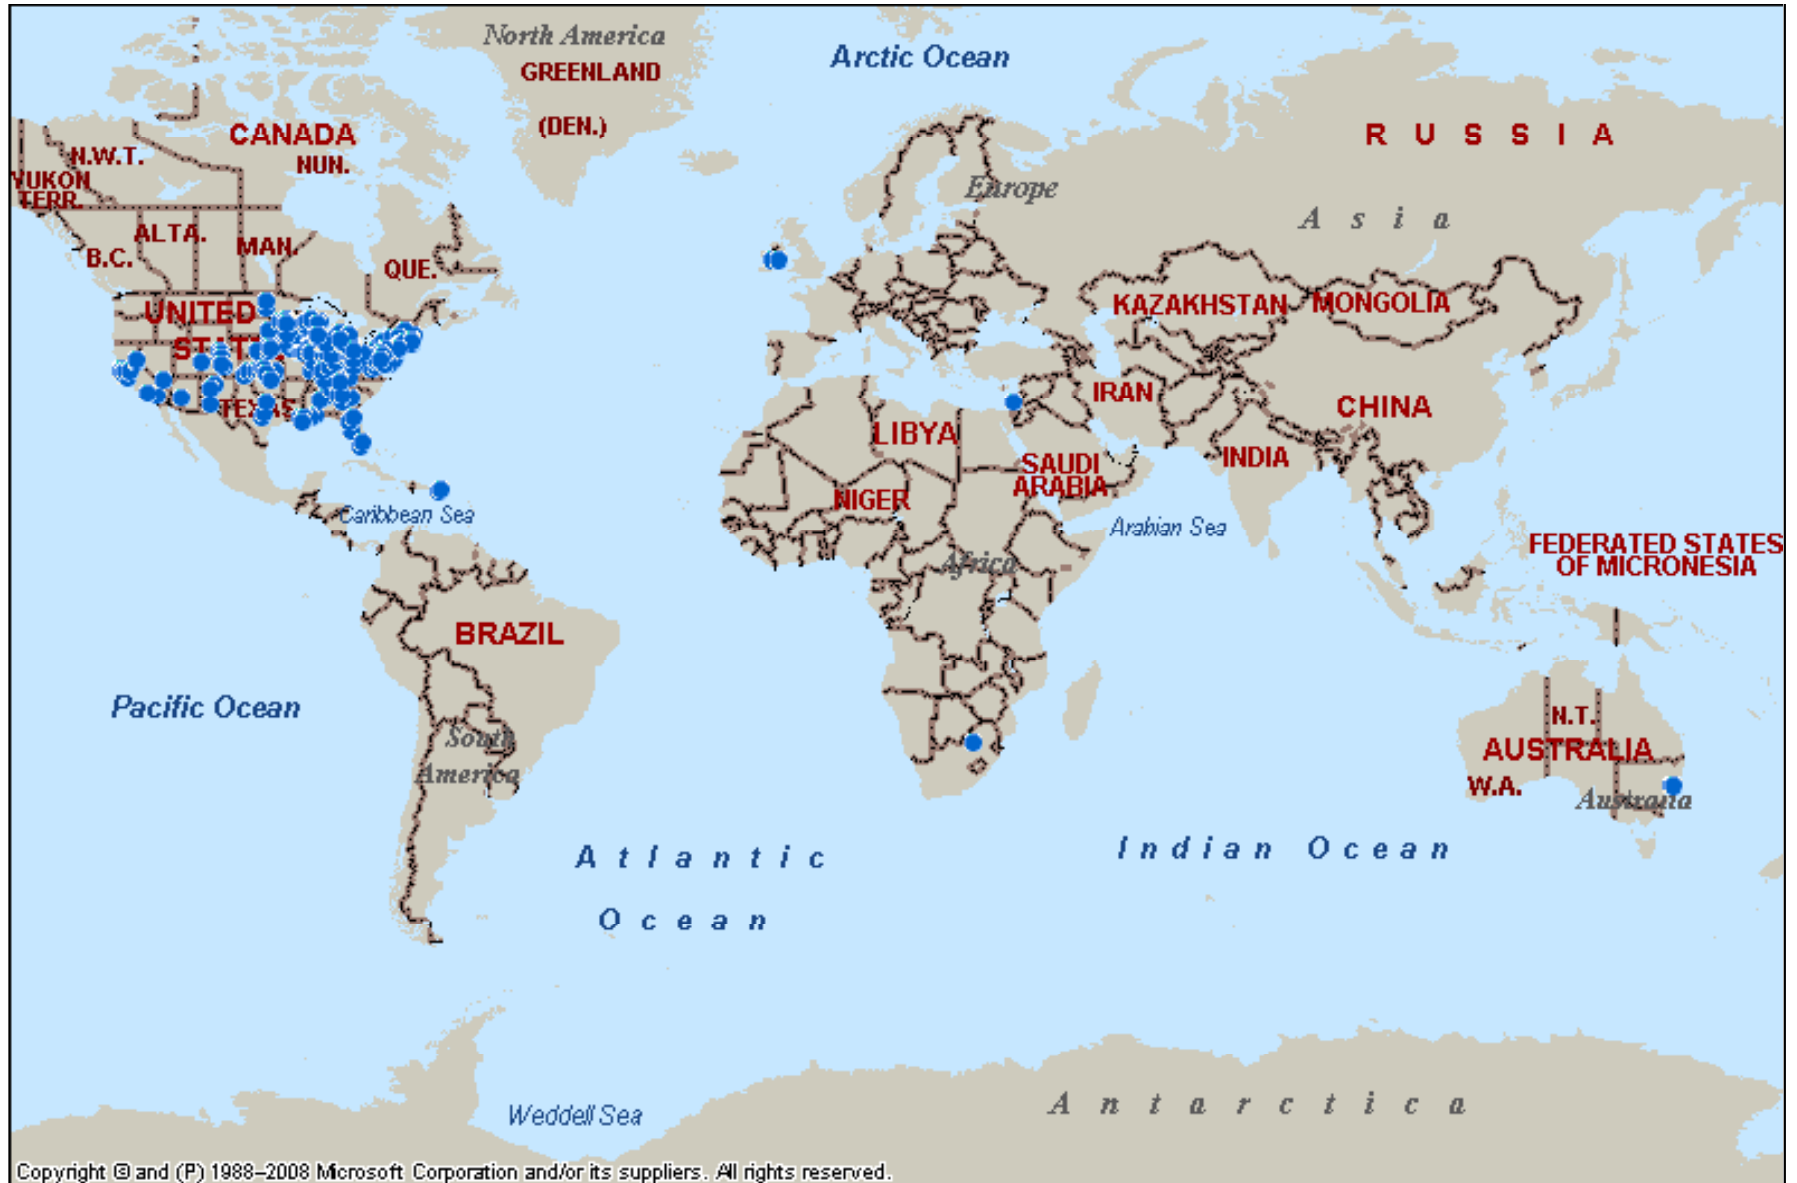 North America
Arctic Ocean
GREENLAND
(DEN.)
CANADA
NUN.
N.W.T.
YUKON
TERR.
R U S S I A
Europe
A s i a
ALTA.
MAN.
B.C.
QUE.
UNITED
KAZAKHSTAN
MONGOLIA
IRAN
CHINA
TEXAS
LIBYA
INDIA
SAUDI
ARABIA
NIGER
Caribbean Sea
Arabian Sea
FEDERATED STATES
OF MICRONESIA
Africa
BRAZIL
Pacific Ocean
N.T.
South
America
AUSTRALIA
W.A.
Australia
A t l a n t i c
O c e a n
I n d i a n O c e a n
A n t a r c t i c a
Weddell Sea
Copyright © and (P) 1988–2008 Microsoft Corporation and/or its suppliers. All rights reserved.